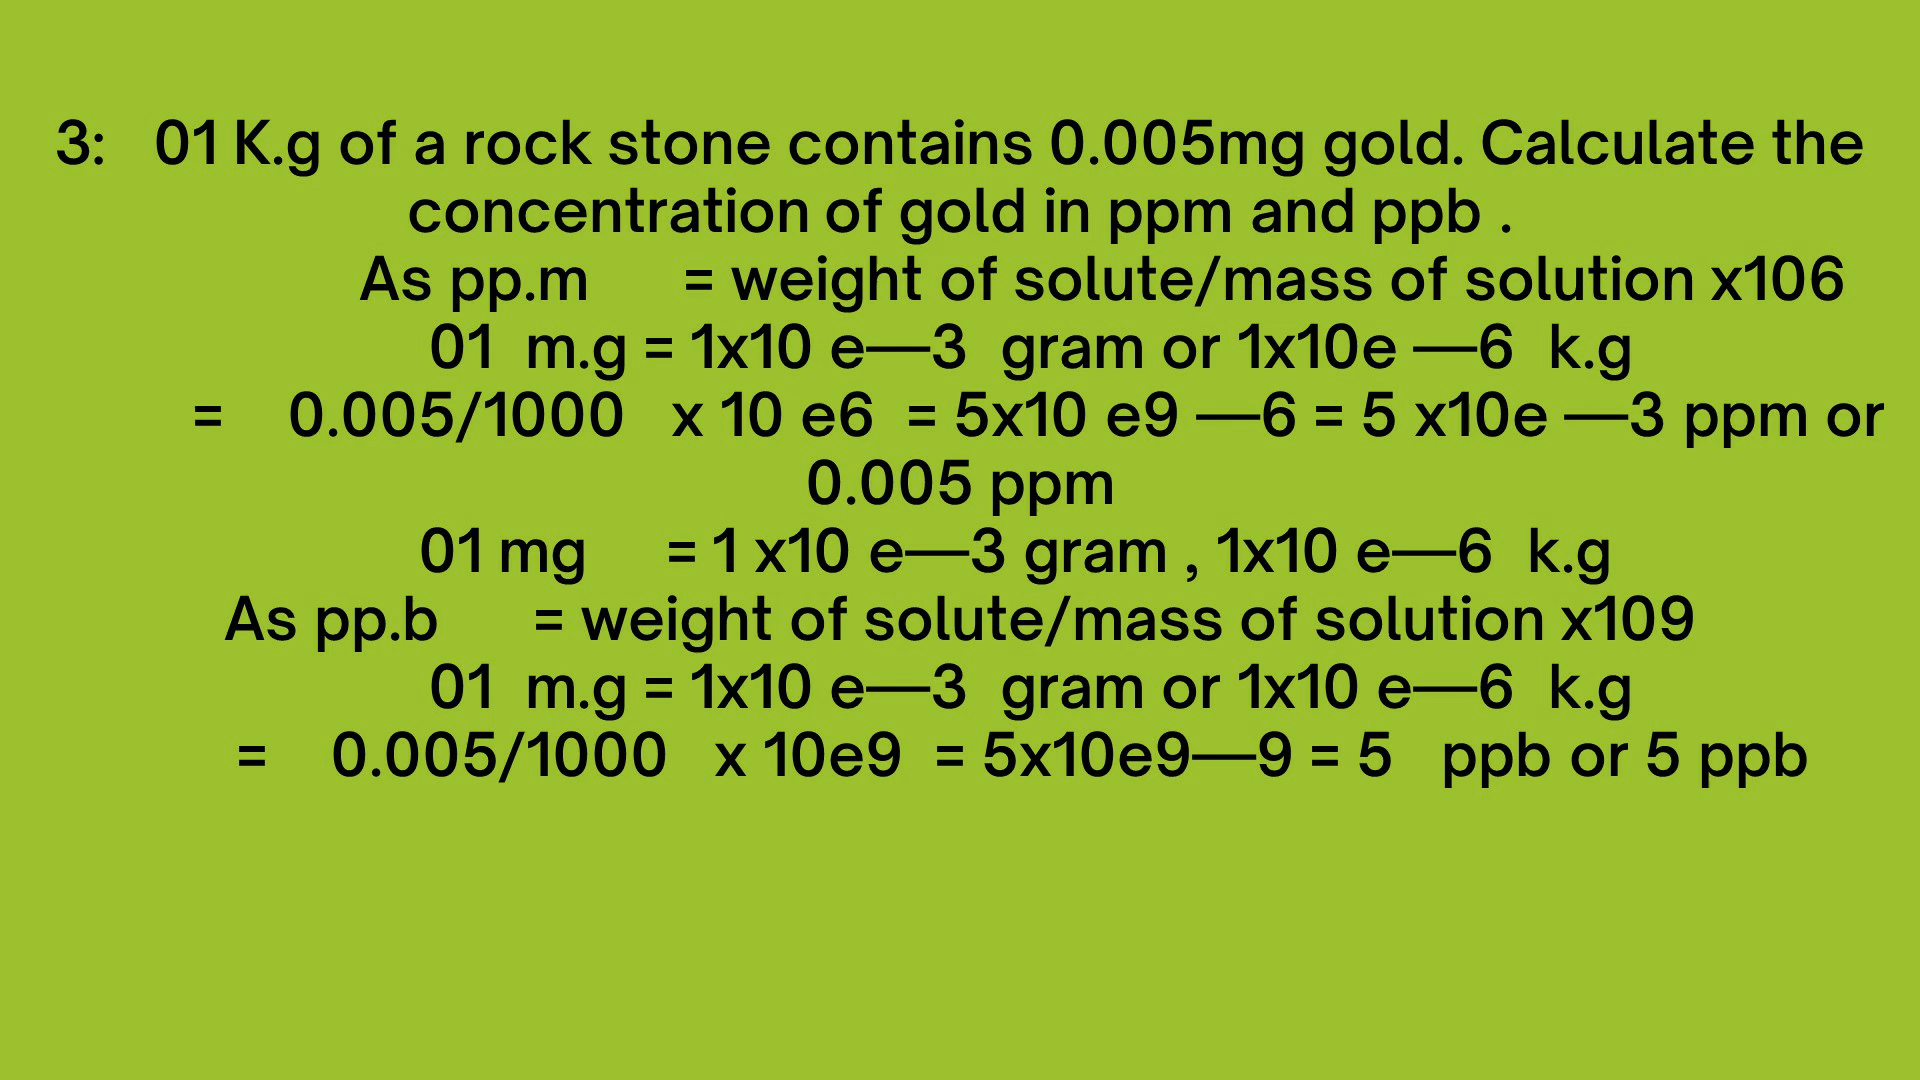 3: 01 K.g of a rock stone contains 0.005mg gold. Calculate the
concentration of gold in ppm and ppb .
As pp.m = weight of solute/mass of solution x106
01 m.g = 1x10 e—3 gram or 1x10e —6 k.g
= 0.005/1000 x 10 e6 = 5x10 e9 —6 = 5 x10e —3 ppm or
0.005 ppm
01 mg = 1 x10 e—3 gram , 1x10 e—6 k.g
As pp.b = weight of solute/mass of solution x109
01 m.g = 1x10 e—3 gram or 1x10 e—6 k.g
= 0.005/1000 x 10e9 = 5x10e9—9 = 5 ppb or 5 ppb